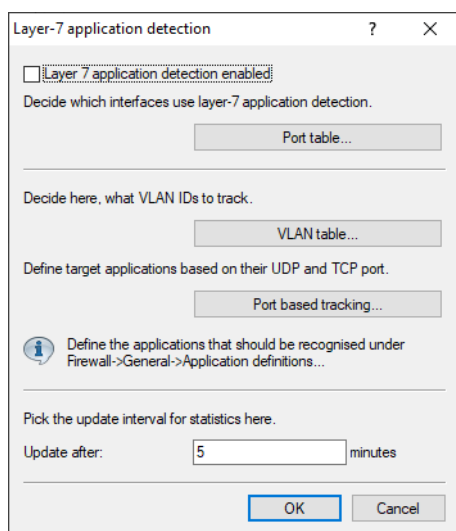 Layer-7 application detection
?
Layer 7 application detection enabled
Decide which interfaces use layer-7 application detection.
Port table...
Decide here, what VLAN IDs to track.
VLAN table...
Define target applications based on their UDP and TCP port.
Port based tracking...
Define the applications that should be recognised under
Firewall->General->Application definitions...
Pick the update interval for statistics here.
Update after: 5 minutes
OK Cancel